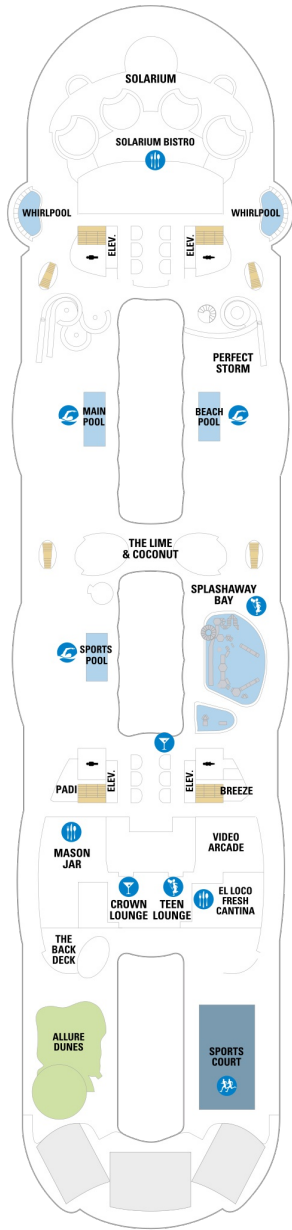 SOLARIUM
SOLARIUM BISTRO
WHIRLPOOL
WHIRLPOOL
ELEV.
ELEV.
PERFECT
STORM
MAIN
POOL
BEACH
POOL
THE LIME
& COCONUT
SPLASHAWAY
BAY
SPORTS
POOL
PADI
ELEV.
ELEV.
BREEZE
MASON
JAR
VIDEO
ARCADE
CROWN
LOUNGE
TEEN
LOUNGE
EL LOCO
FRESH
CANTINA
THE
BACK
DECK
ALLURE
DUNES
SPORTS
COURT